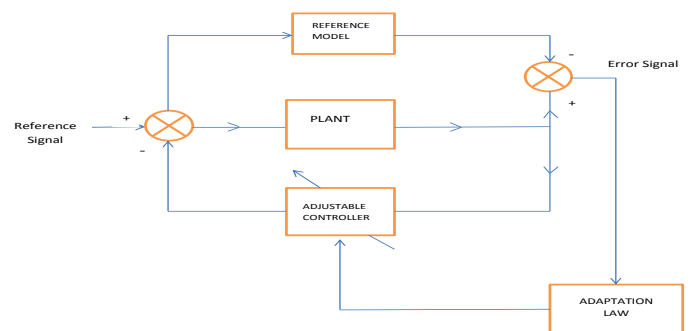 REFERENCE
MODEL
-
Error Signal
+
+
Reference
Signal
-
PLANT
ADJUSTABLE
CONTROLLER
ADAPTATION
LAW